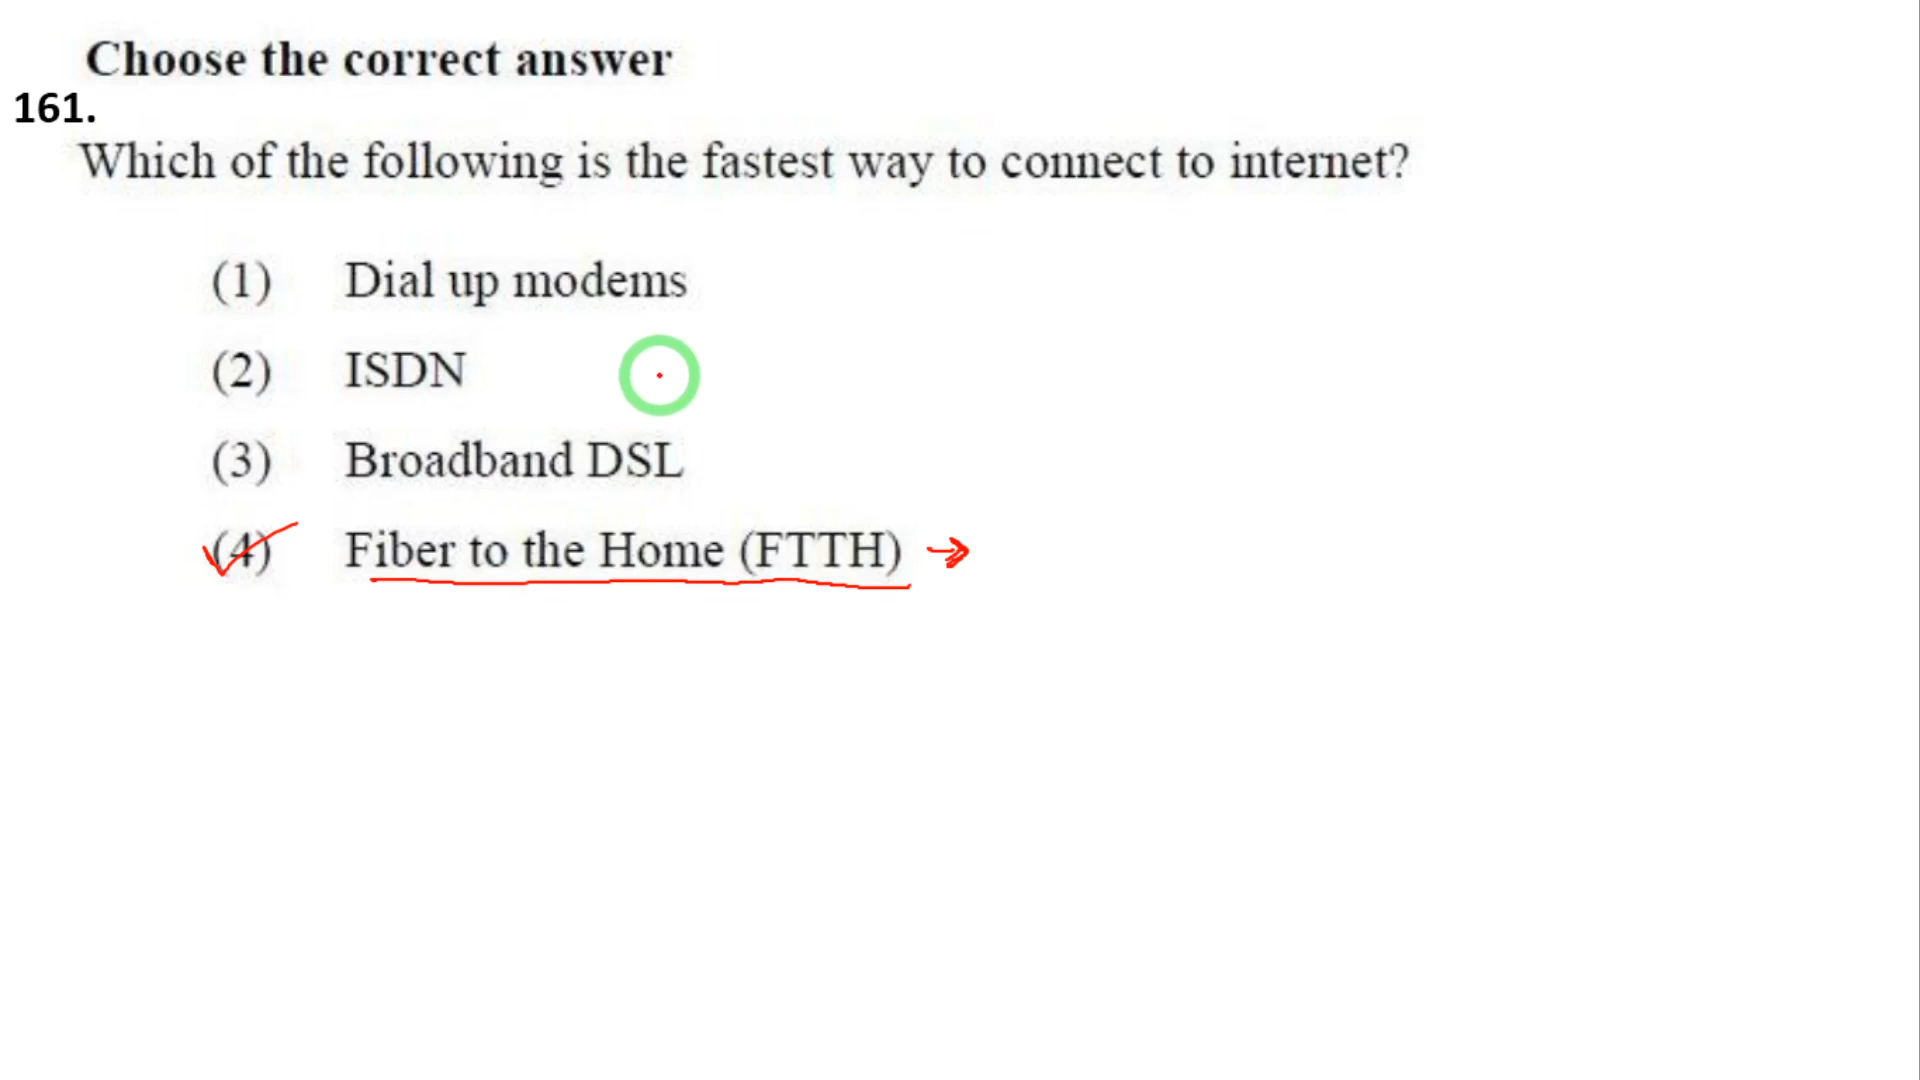 Choose the correct answer
161.
Which of the following is the fastest way to connect to internet?
(1) Dial up modems
(2) ISDN
(3) Broadband DSL
(4) Fiber to the Home (FTTH)